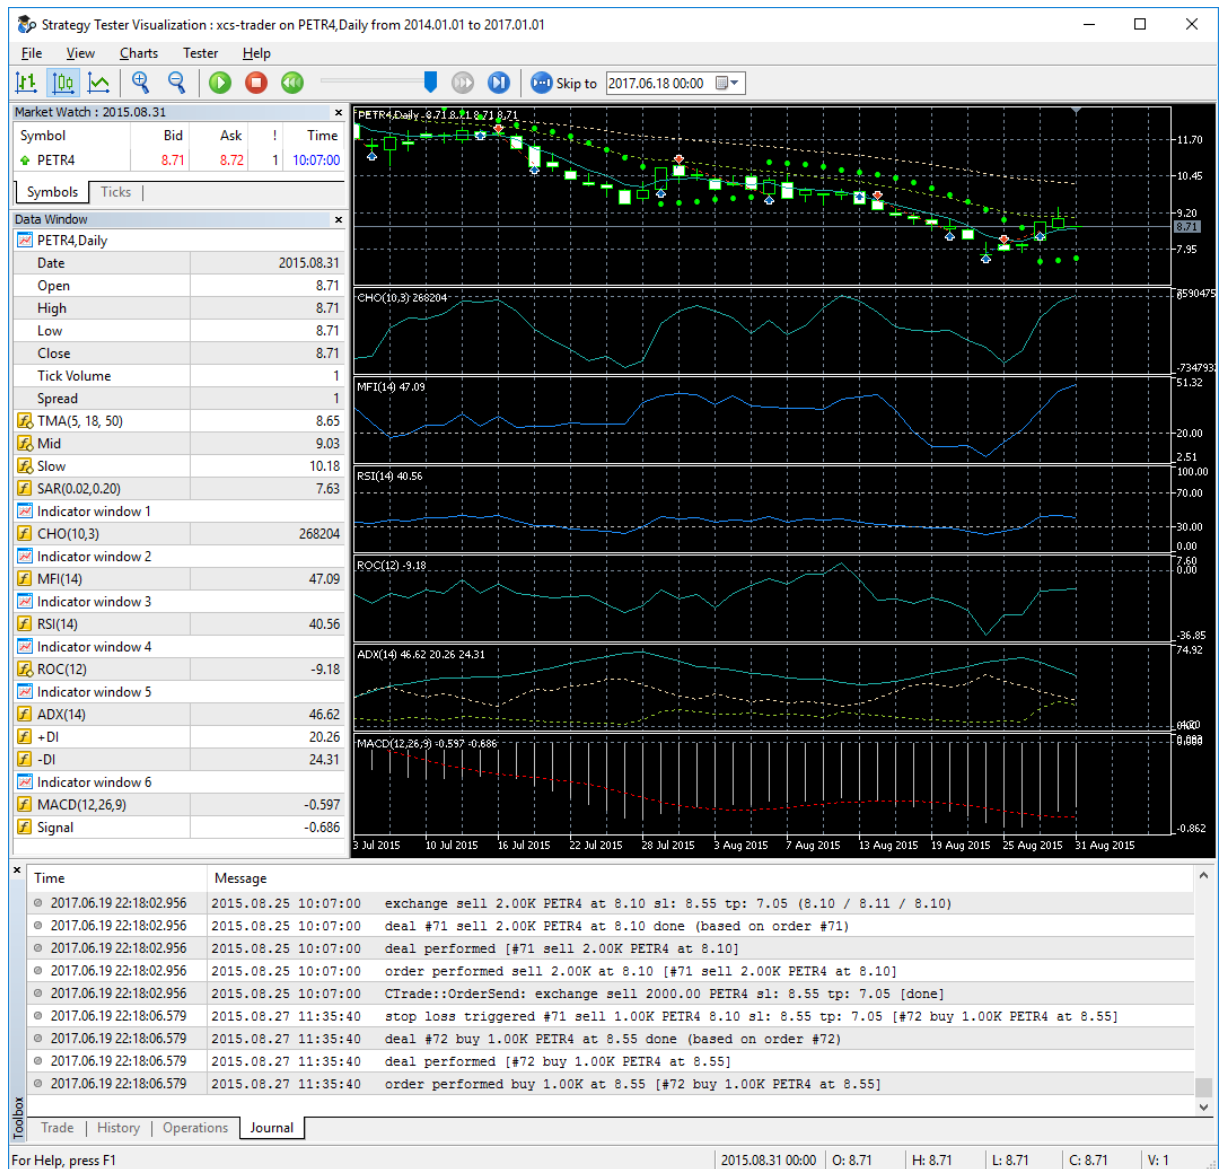 Strategy Tester Visualization : xcs-trader on PETR4,Daily from 2014.01.01 to 2017.01.01
File View Charts Tester Help
Skip to 2017.06.18 00:00
Market Watch : 2015.08.31
Symbol Bid Ask ! Time
PETR4 8.71 8.72 1 10:07:00
Symbols Ticks
Data Window
PETR4,Daily
Date 2015.08.31
Open 8.71
High 8.71
Low 8.71
Close 8.71
Tick Volume 1
Spread 1
TMA(5, 18, 50) 8.65
Mid 9.03
Slow 10.18
SAR(0.02,0.20) 7.63
Indicator window 1
CHO(10,3) 268204
Indicator window 2
MFI(14) 47.09
Indicator window 3
RSI(14) 40.56
Indicator window 4
ROC(12) -9.18
Indicator window 5
ADX(14) 46.62
+DI 20.26
-DI 24.31
Indicator window 6
MACD(12,26,9) -0.597
Signal -0.686
PETR4,Daily 8.71 8.71 8.71 8.71
11.70
10.45
9.20
8.71
7.95
CHO(10,3) 268204
-7347932
MFI(14) 47.09
51.32
20.00
2.51
RSI(14) 40.56
100.00
70.00
30.00
0.00
ROC(12) -9.18
7.60
0.00
-36.85
ADX(14) 46.62 20.26 24.31
74.92
MACD(12,26,9) -0.597 -0.686
-0.862
3 Jul 2015 10 Jul 2015 16 Jul 2015 22 Jul 2015 28 Jul 2015 3 Aug 2015 7 Aug 2015 13 Aug 2015 19 Aug 2015 25 Aug 2015 31 Aug 2015
Time Message
2017.06.19 22:18:02.956 2015.08.25 10:07:00 exchange sell 2.00K PETR4 at 8.10 sl: 8.55 tp: 7.05 (8.10 / 8.11 / 8.10)
2017.06.19 22:18:02.956 2015.08.25 10:07:00 deal #71 sell 2.00K PETR4 at 8.10 done (based on order #71)
2017.06.19 22:18:02.956 2015.08.25 10:07:00 deal performed [#71 sell 2.00K PETR4 at 8.10]
2017.06.19 22:18:02.956 2015.08.25 10:07:00 order performed sell 2.00K at 8.10 [#71 sell 2.00K PETR4 at 8.10]
2017.06.19 22:18:02.956 2015.08.25 10:07:00 CTrade::OrderSend: exchange sell 2000.00 PETR4 sl: 8.55 tp: 7.05 [done]
2017.06.19 22:18:06.579 2015.08.27 11:35:40 stop loss triggered #71 sell 1.00K PETR4 8.10 sl: 8.55 tp: 7.05 [#72 buy 1.00K PETR4 at 8.55]
2017.06.19 22:18:06.579 2015.08.27 11:35:40 deal #72 buy 1.00K PETR4 at 8.55 done (based on order #72)
2017.06.19 22:18:06.579 2015.08.27 11:35:40 deal performed [#72 buy 1.00K PETR4 at 8.55]
2017.06.19 22:18:06.579 2015.08.27 11:35:40 order performed buy 1.00K at 8.55 [#72 buy 1.00K PETR4 at 8.55]
Toolbox
Trade History Operations Journal
For Help, press F1 2015.08.31 00:00 O: 8.71 H: 8.71 L: 8.71 C: 8.71 V: 1